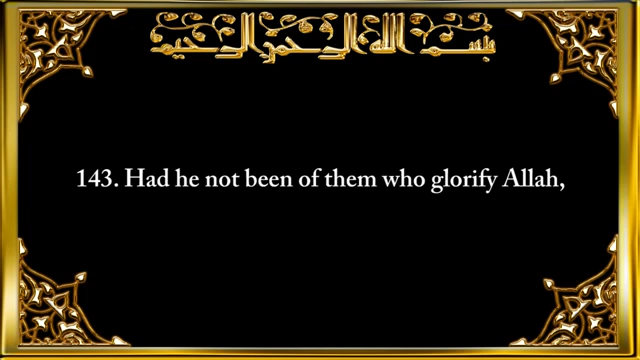 بسم الله الرحمن الرحيم
143. Had he not been of them who glorify Allah,